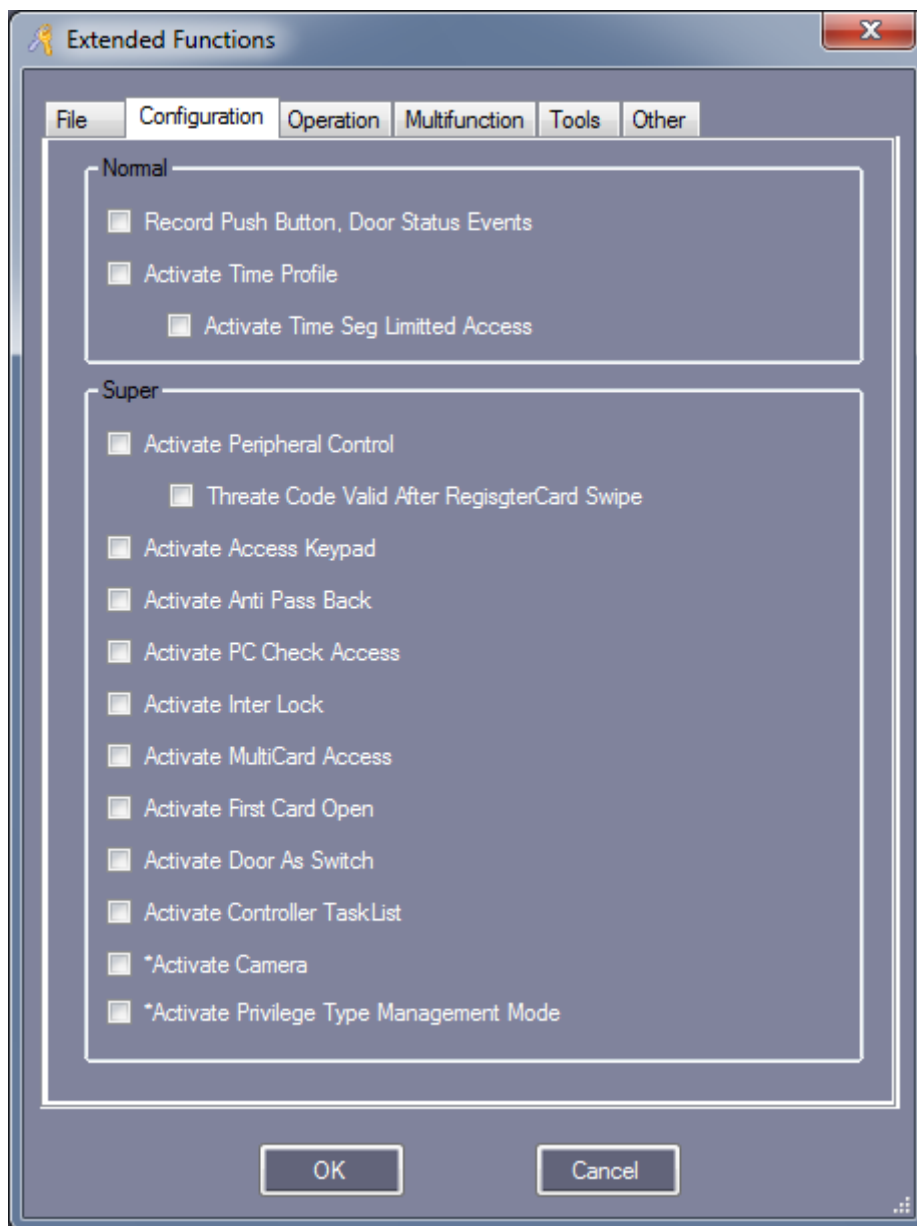 Extended Functions
File Configuration Operation Multifunction Tools Other
Normal
Record Push Button, Door Status Events
Activate Time Profile
Activate Time Seg Limitted Access
Super
Activate Peripheral Control
Threate Code Valid After RegisgterCard Swipe
Activate Access Keypad
Activate Anti Pass Back
Activate PC Check Access
Activate Inter Lock
Activate MultiCard Access
Activate First Card Open
Activate Door As Switch
Activate Controller TaskList
*Activate Camera
*Activate Privilege Type Management Mode
OK Cancel